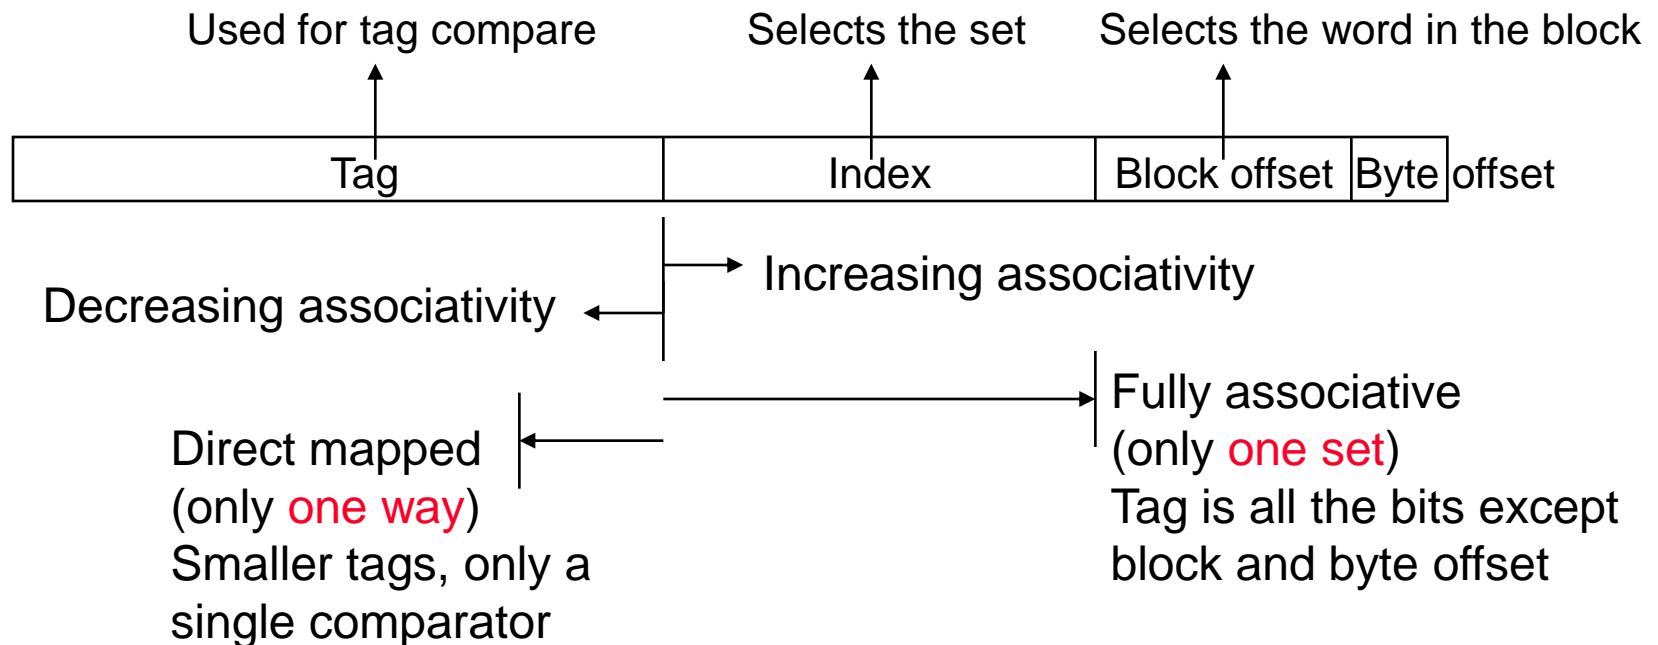 Used for tag compare
Selects the set
Selects the word in the block
Tag
Index
Block offset
Byte offset
Increasing associativity
Decreasing associativity
Fully associative
(only one set)
Tag is all the bits except
block and byte offset
Direct mapped
(only one way)
Smaller tags, only a
single comparator